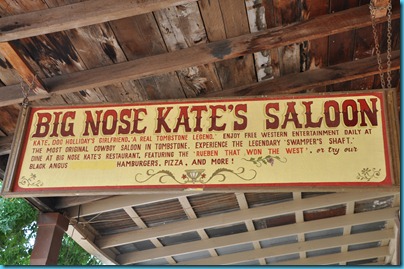 BIG NOSE KATE'S SALOON
KATE, DOC HOLLIDAY'S GIRLFRIEND, "A REAL TOMBSTONE LEGEND." ENJOY FREE WESTERN ENTERTAINMENT DAILY AT
THE MOST ORIGINAL COWBOY SALOON IN TOMBSTONE. EXPERIENCE THE LEGENDARY 'SWAMPER'S SHAFT'.
DINE AT BIG NOSE KATE'S RESTAURANT, FEATURING THE "RUEBEN THAT WON THE WEST". or try our
BLACK ANGUS HAMBURGERS, PIZZA, AND MORE!